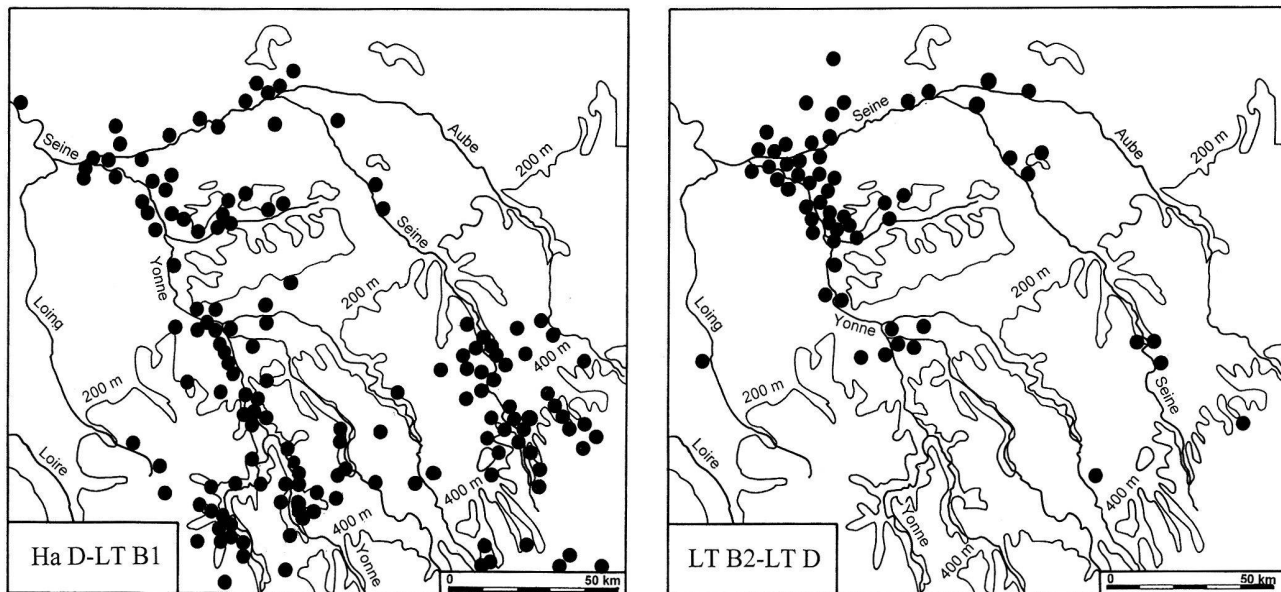 Seine
Aube
200 m
Seine
Yonne
200 m
Loing
400 m
200 m
Loire
400 m
400 m
Yonne
Ha D-LT B1
0 50 km
Seine
Aube
200 m
Yonne
200 m
Loing
400 m
200 m
Seine
Loire
400 m
Yonne
400 m
LT B2-LT D
0 50 km